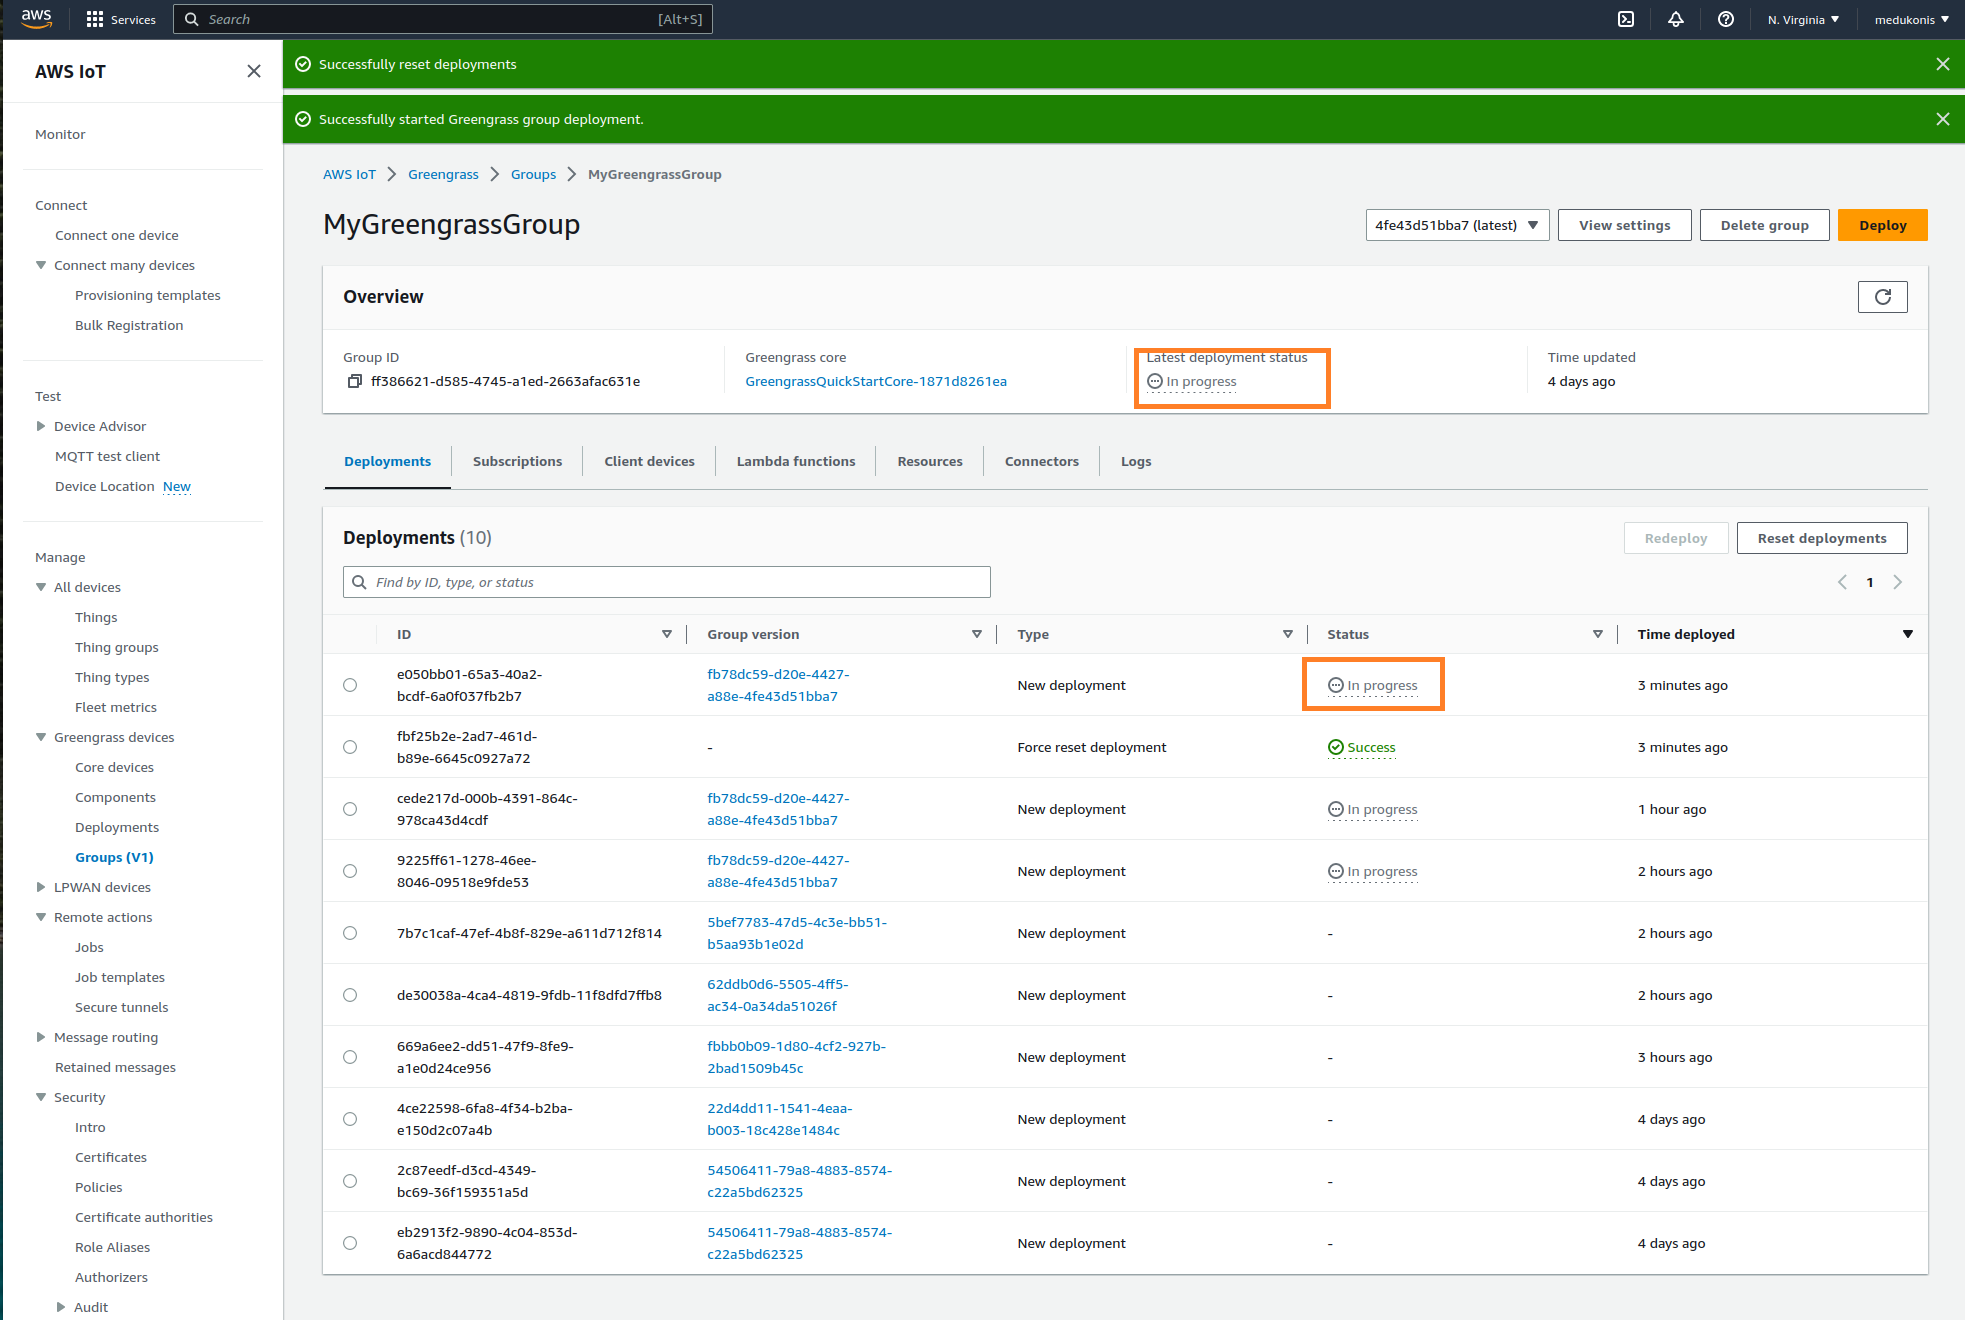 aws
Services
Search
[Alt+S]
N. Virginia
medukonis
AWS IoT
Monitor
Connect
Connect one device
Connect many devices
Provisioning templates
Bulk Registration
Test
Device Advisor
MQTT test client
Device Location New
Manage
All devices
Things
Thing groups
Thing types
Fleet metrics
Greengrass devices
Core devices
Components
Deployments
Groups (V1)
LPWAN devices
Remote actions
Jobs
Job templates
Secure tunnels
Message routing
Retained messages
Security
Intro
Certificates
Policies
Certificate authorities
Role Aliases
Authorizers
Audit
Successfully reset deployments
Successfully started Greengrass group deployment.
AWS IoT > Greengrass > Groups > MyGreengrassGroup
MyGreengrassGroup
4fe43d51bba7 (latest)
View settings
Delete group
Deploy
Overview
Group ID
ff386621-d585-4745-a1ed-2663afac631e
Greengrass core
GreengrassQuickStartCore-1871d8261ea
Latest deployment status
In progress
Time updated
4 days ago
Deployments
Subscriptions
Client devices
Lambda functions
Resources
Connectors
Logs
Deployments (10)
Redeploy
Reset deployments
Find by ID, type, or status
1
ID
Group version
Type
Status
Time deployed
e050bb01-65a3-40a2-
bcdf-6a0f037fb2b7
fb78dc59-d20e-4427-
a88e-4fe43d51bba7
New deployment
In progress
3 minutes ago
fbf25b2e-2ad7-461d-
b89e-6645c0927a72
-
Force reset deployment
Success
3 minutes ago
cede217d-000b-4391-864c-
978ca43d4cdf
fb78dc59-d20e-4427-
a88e-4fe43d51bba7
New deployment
In progress
1 hour ago
9225ff61-1278-46ee-
8046-09518e9fde53
fb78dc59-d20e-4427-
a88e-4fe43d51bba7
New deployment
In progress
2 hours ago
7b7c1caf-47ef-4b8f-829e-a611d712f814
5bef7783-47d5-4c3e-bb51-
b5aa93b1e02d
New deployment
-
2 hours ago
de30038a-4ca4-4819-9fdb-11f8dfd7ffb8
62ddb0d6-5505-4ff5-
ac34-0a34da51026f
New deployment
-
2 hours ago
669a6ee2-dd51-47f9-8fe9-
a1e0d24ce956
fbbb0b09-1d80-4cf2-927b-
2bad1509b45c
New deployment
-
3 hours ago
4ce22598-6fa8-4f34-b2ba-
e150d2c07a4b
22d4dd11-1541-4eaa-
b003-18c428e1484c
New deployment
-
4 days ago
2c87eedf-d3cd-4349-
bc69-36f159351a5d
54506411-79a8-4883-8574-
c22a5bd62325
New deployment
-
4 days ago
eb2913f2-9890-4c04-853d-
6a6acd844772
54506411-79a8-4883-8574-
c22a5bd62325
New deployment
-
4 days ago